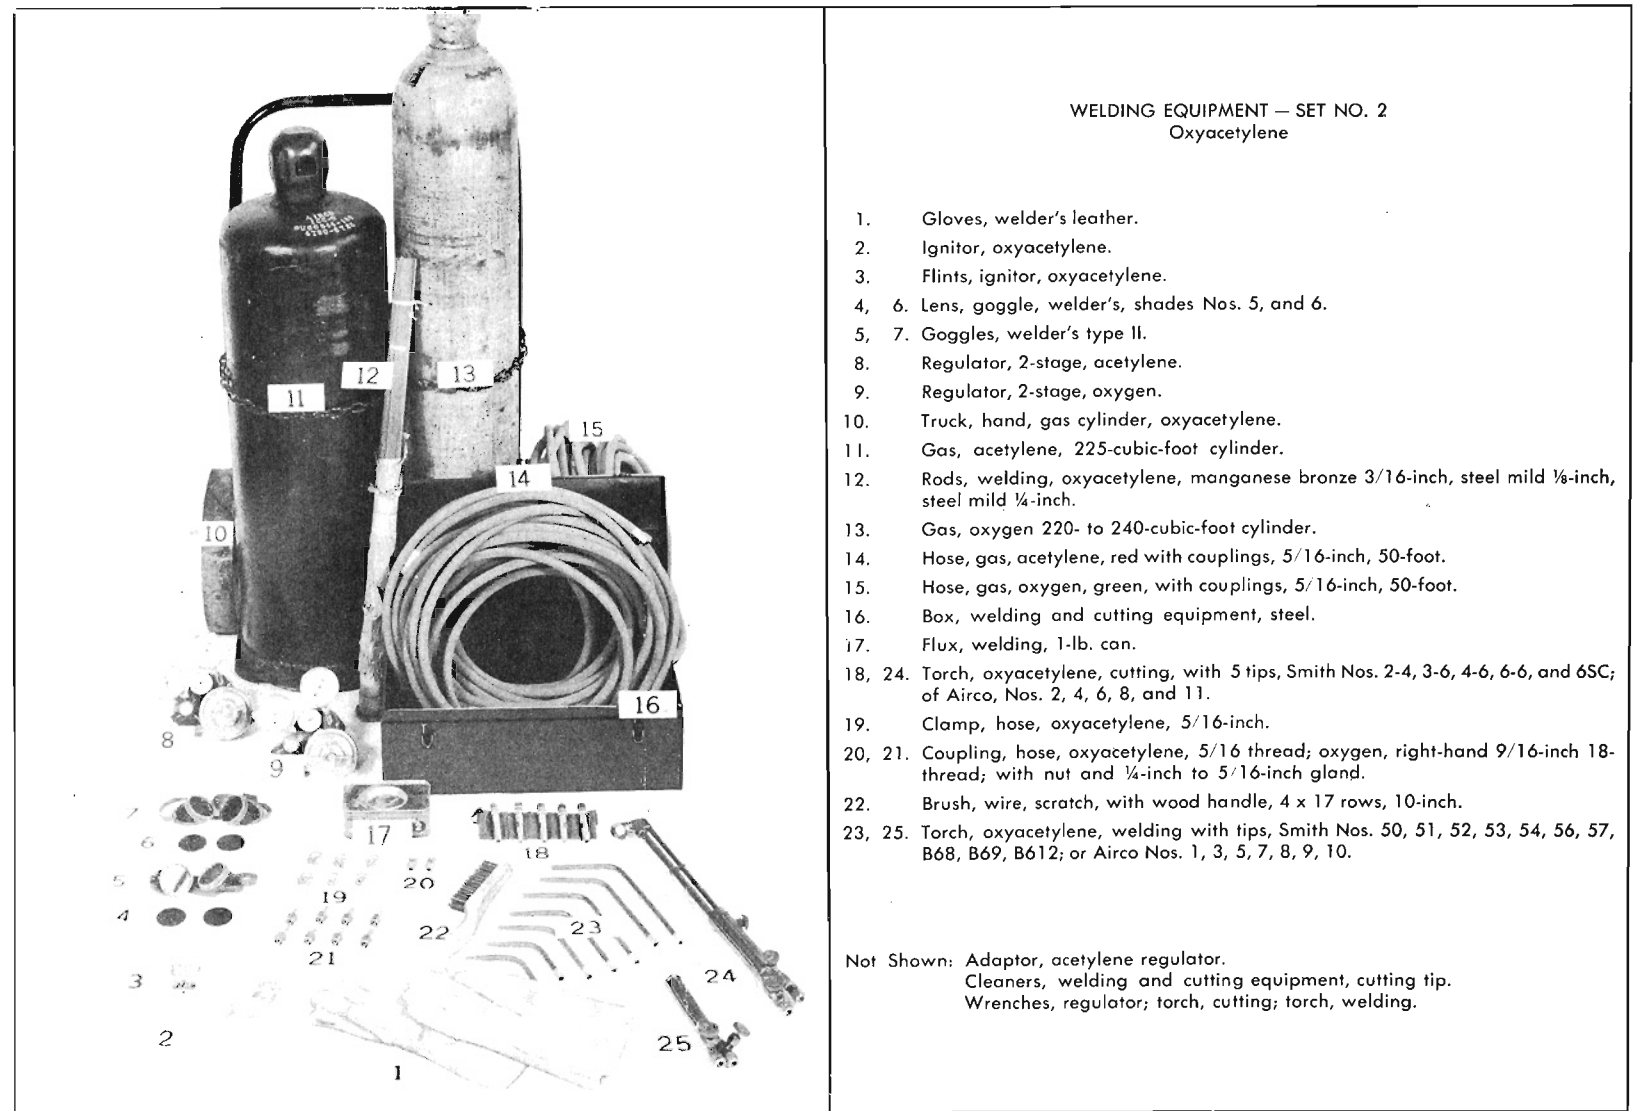 WELDING EQUIPMENT — SET NO. 2
Oxyacetylene
1. Gloves, welder's leather.
2. Ignitor, oxyacetylene.
3. Flints, ignitor, oxyacetylene.
4, 6. Lens, goggle, welder's, shades Nos. 5, and 6.
5, 7. Goggles, welder's type II.
8. Regulator, 2-stage, acetylene.
9. Regulator, 2-stage, oxygen.
10. Truck, hand, gas cylinder, oxyacetylene.
11. Gas, acetylene, 225-cubic-foot cylinder.
12. Rods, welding, oxyacetylene, manganese bronze 3/16-inch, steel mild ⅛-inch,
steel mild ¼-inch.
13. Gas, oxygen 220- to 240-cubic-foot cylinder.
14. Hose, gas, acetylene, red with couplings, 5/16-inch, 50-foot.
15. Hose, gas, oxygen, green, with couplings, 5/16-inch, 50-foot.
16. Box, welding and cutting equipment, steel.
17. Flux, welding, 1-lb. can.
18, 24. Torch, oxyacetylene, cutting, with 5 tips, Smith Nos. 2-4, 3-6, 4-6, 6-6, and 6SC;
of Airco, Nos. 2, 4, 6, 8, and 11.
19. Clamp, hose, oxyacetylene, 5/16-inch.
20, 21. Coupling, hose, oxyacetylene, 5/16 thread; oxygen, right-hand 9/16-inch 18-
thread; with nut and ¼-inch to 5/16-inch gland.
22. Brush, wire, scratch, with wood handle, 4 x 17 rows, 10-inch.
23, 25. Torch, oxyacetylene, welding with tips, Smith Nos. 50, 51, 52, 53, 54, 56, 57,
B68, B69, B612; or Airco Nos. 1, 3, 5, 7, 8, 9, 10.
Not Shown: Adaptor, acetylene regulator.
Cleaners, welding and cutting equipment, cutting tip.
Wrenches, regulator; torch, cutting; torch, welding.
12
13
11
15
14
10
16
8
9
7
17
6
18
5
20
19
4
22
23
21
3
24
2
25
1